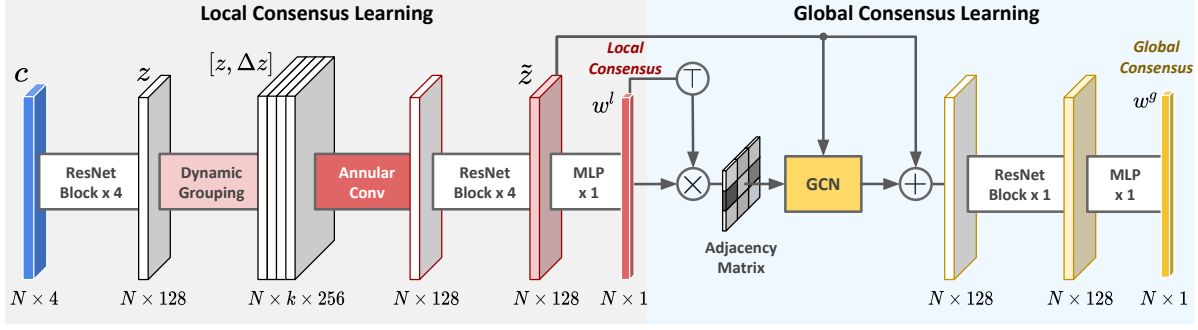 Local Consensus Learning
Global Consensus Learning
c
z
[z, Δz]
z̃
Local
Consensus
w^l
⊤
Global
Consensus
w^g
ResNet
Block x 4
Dynamic
Grouping
Annular
Conv
ResNet
Block x 4
MLP
x 1
×
GCN
+
ResNet
Block x 1
MLP
x 1
Adjacency
Matrix
N × 4
N × 128
N × k × 256
N × 128
N × 128
N × 1
N × 128
N × 128
N × 1